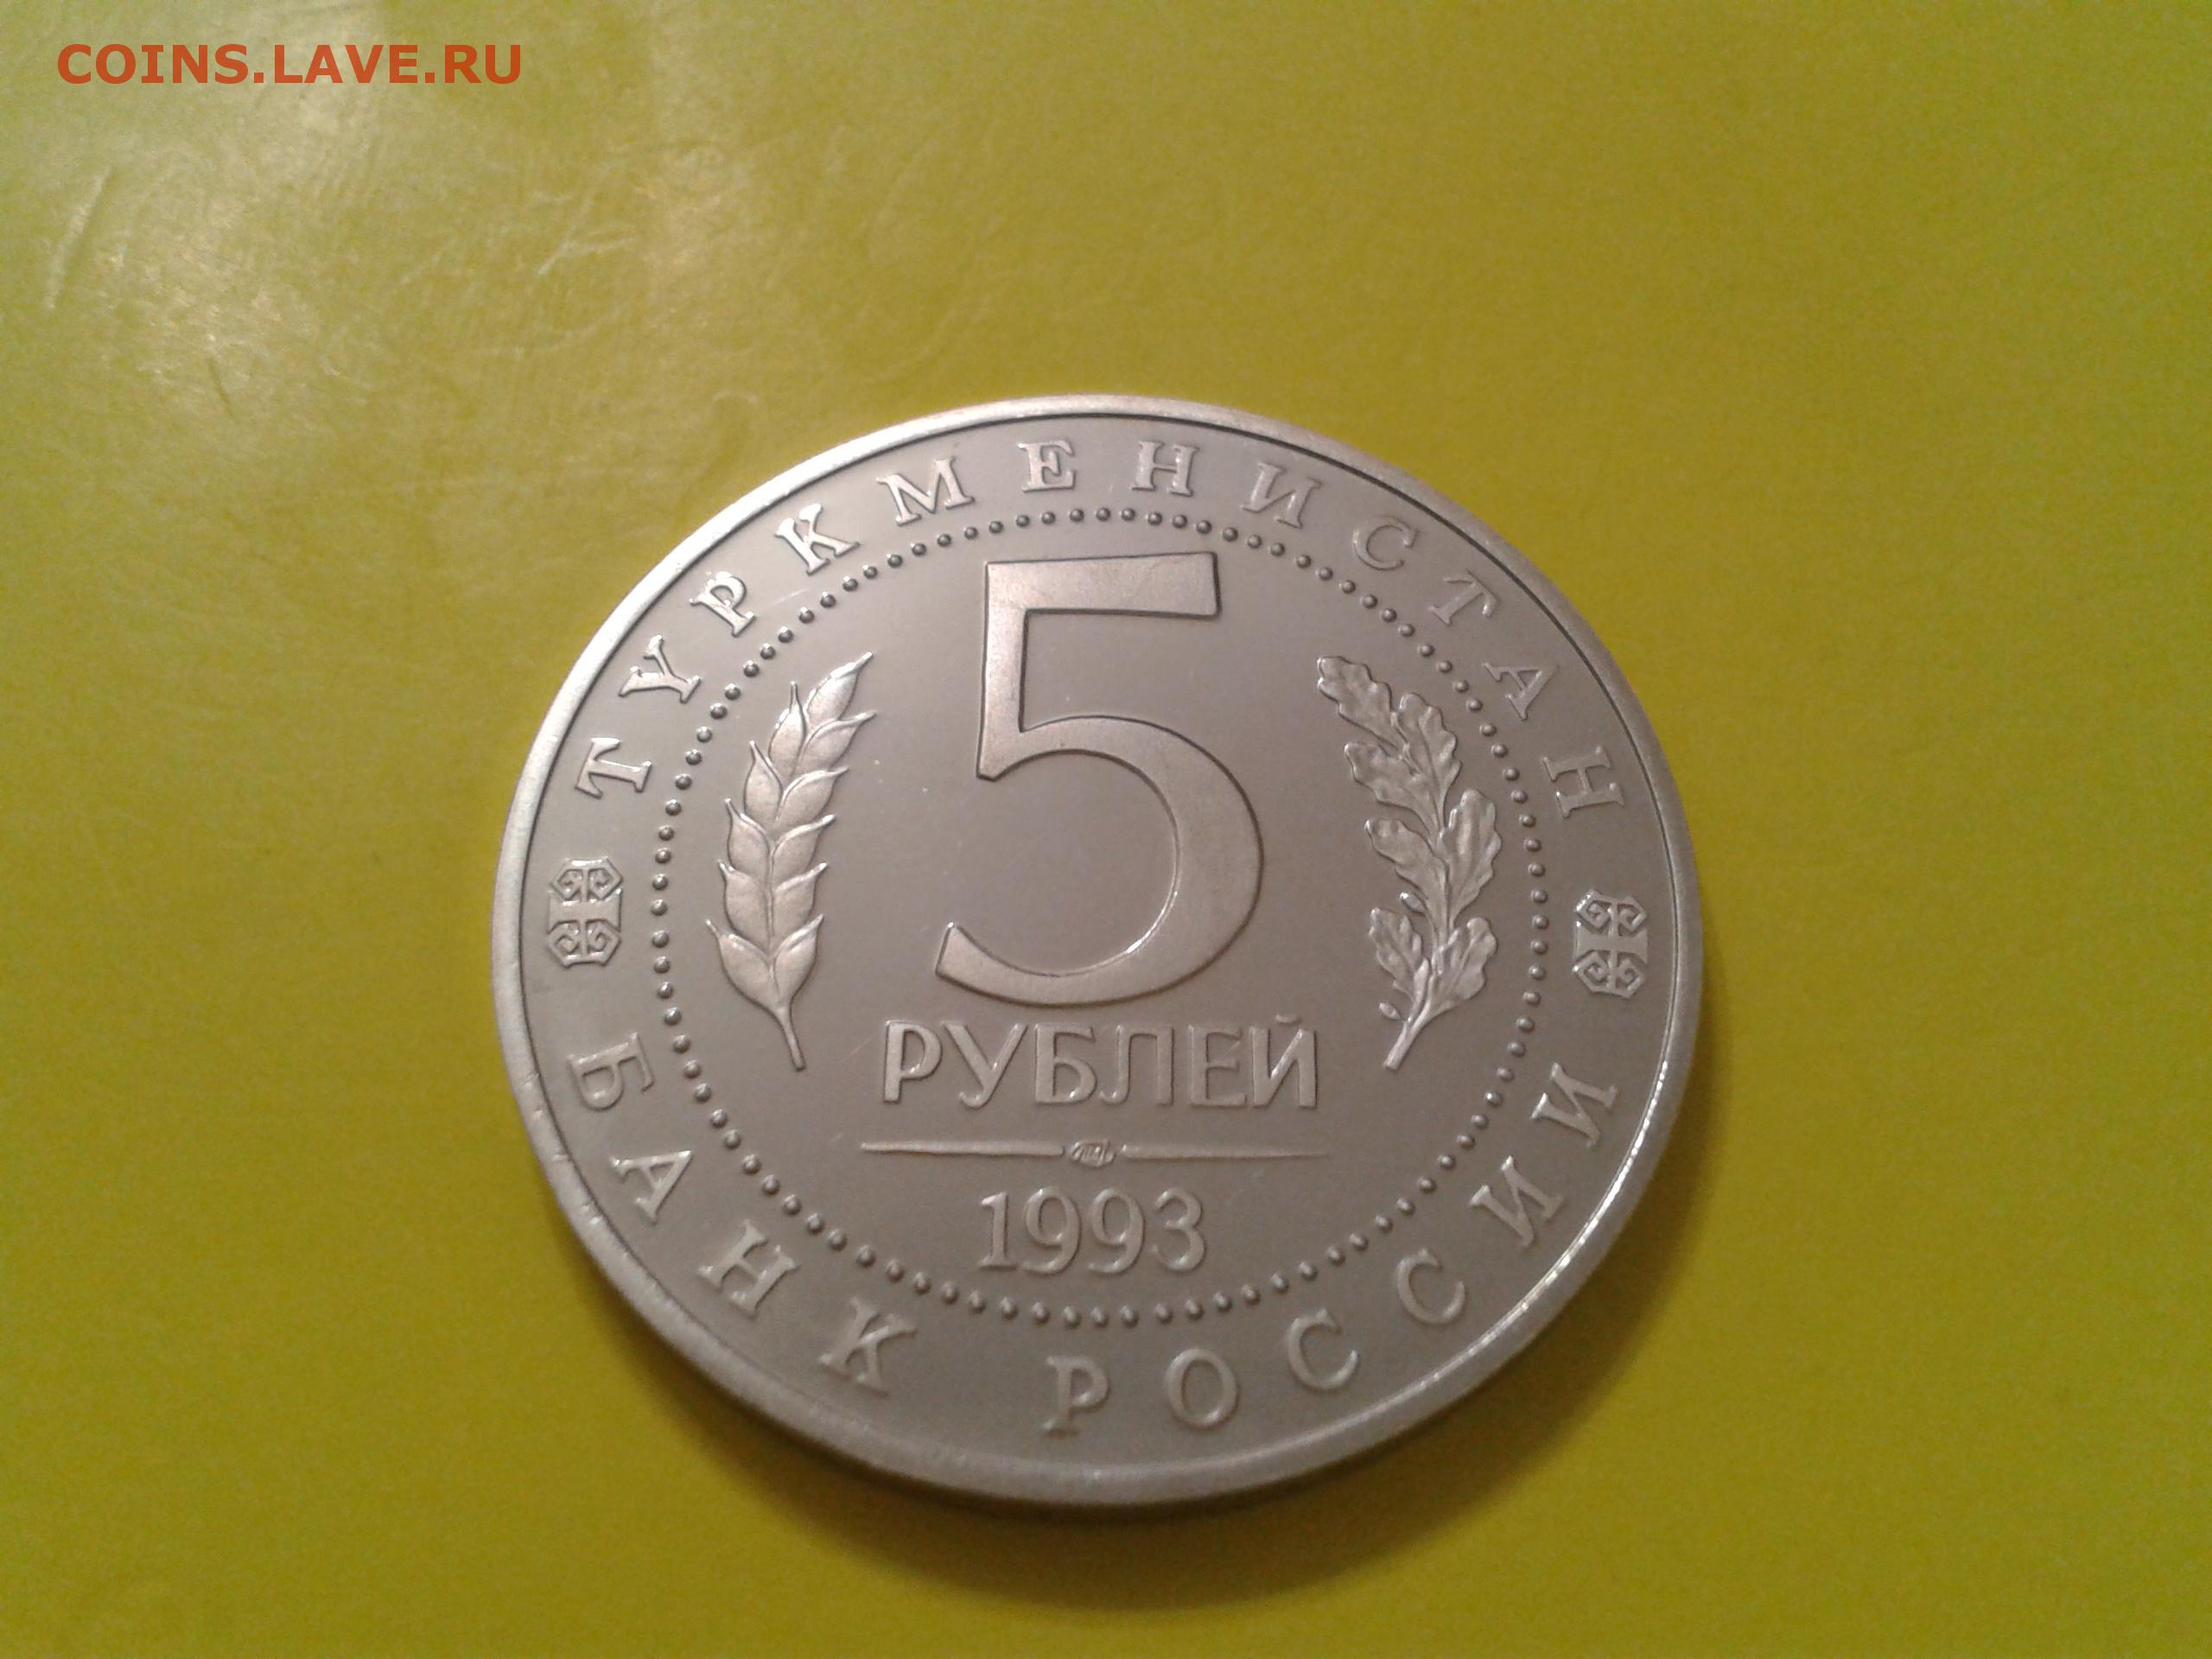 COINS.LAVE.RU
ТУРКМЕНИСТАН
5
РУБЛЕЙ
1993
БАНК РОССИИ